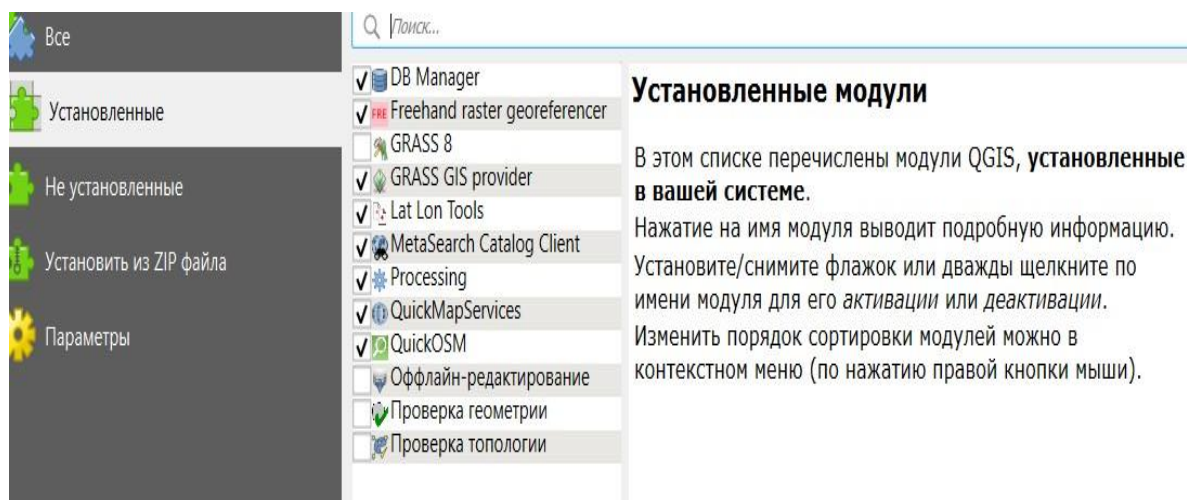 Все
Установленные
Не установленные
Установить из ZIP файла
Параметры
Поиск...
DB Manager
FRE Freehand raster georeferencer
GRASS 8
GRASS GIS provider
Lat Lon Tools
MetaSearch Catalog Client
Processing
QuickMapServices
QuickOSM
Оффлайн-редактирование
Проверка геометрии
Проверка топологии
Установленные модули
В этом списке перечислены модули QGIS, установленные
в вашей системе.
Нажатие на имя модуля выводит подробную информацию.
Установите/снимите флажок или дважды щелкните по
имени модуля для его активации или деактивации.
Изменить порядок сортировки модулей можно в
контекстном меню (по нажатию правой кнопки мыши).